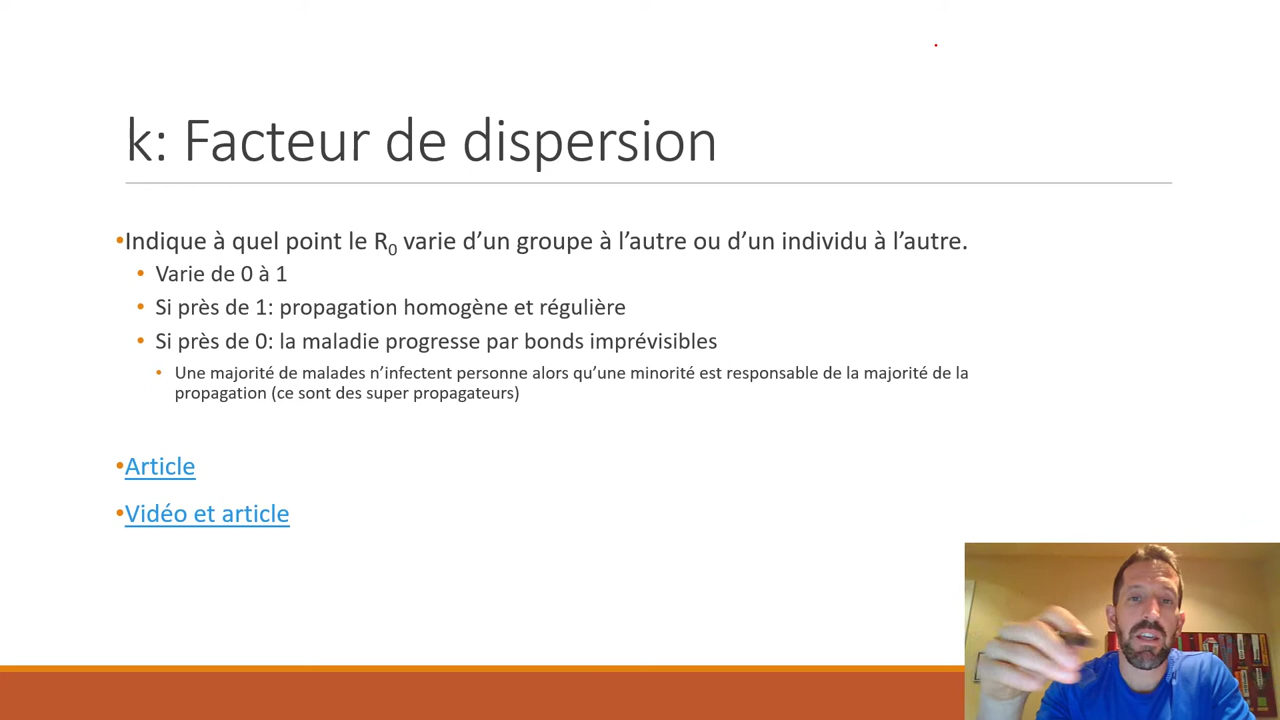 k: Facteur de dispersion
•Indique à quel point le R₀ varie d’un groupe à l’autre ou d’un individu à l’autre.
• Varie de 0 à 1
• Si près de 1: propagation homogène et régulière
• Si près de 0: la maladie progresse par bonds imprévisibles
• Une majorité de malades n’infectent personne alors qu’une minorité est responsable de la majorité de la
propagation (ce sont des super propagateurs)
•Article
•Vidéo et article